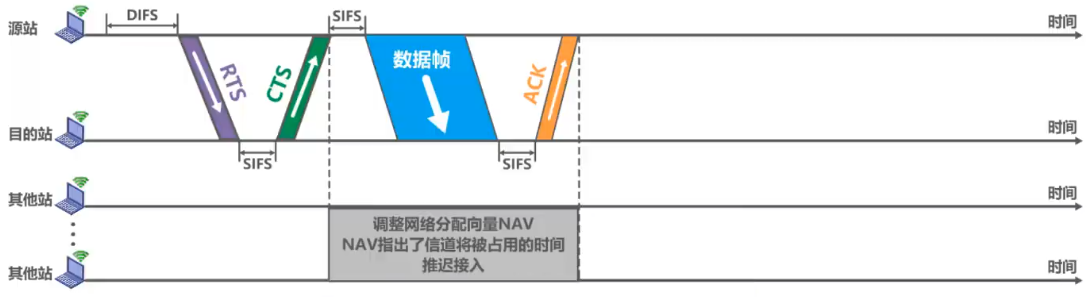 DIFS
SIFS
源站
时间
RTS
CTS
数据帧
ACK
目的站
时间
SIFS
SIFS
其他站
时间
调整网络分配向量NAV
NAV指出了信道将被占用的时间
推迟接入
其他站
时间